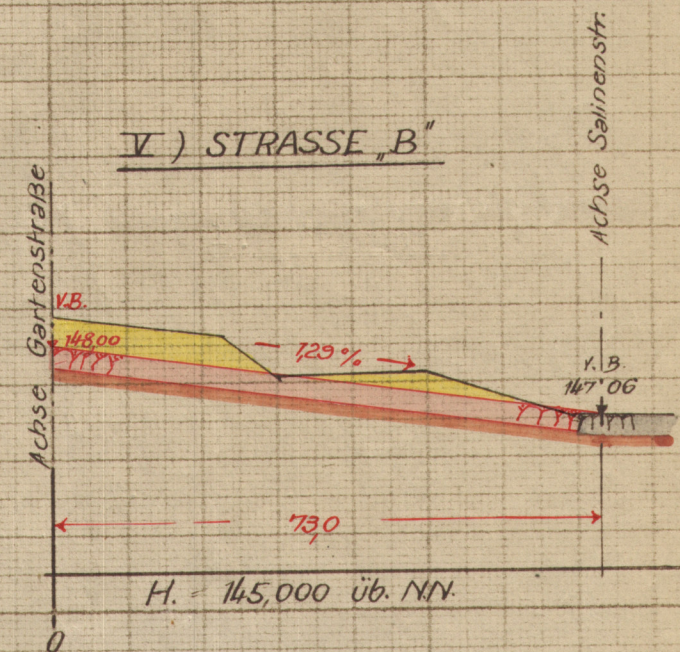 V) STRASSE „B"
Achse Gartenstraße
Achse Salinenstr.
V.B.
148,00
1,29 %
V.B.
147,06
73,0
H. = 145,000 üb. N.N.
0